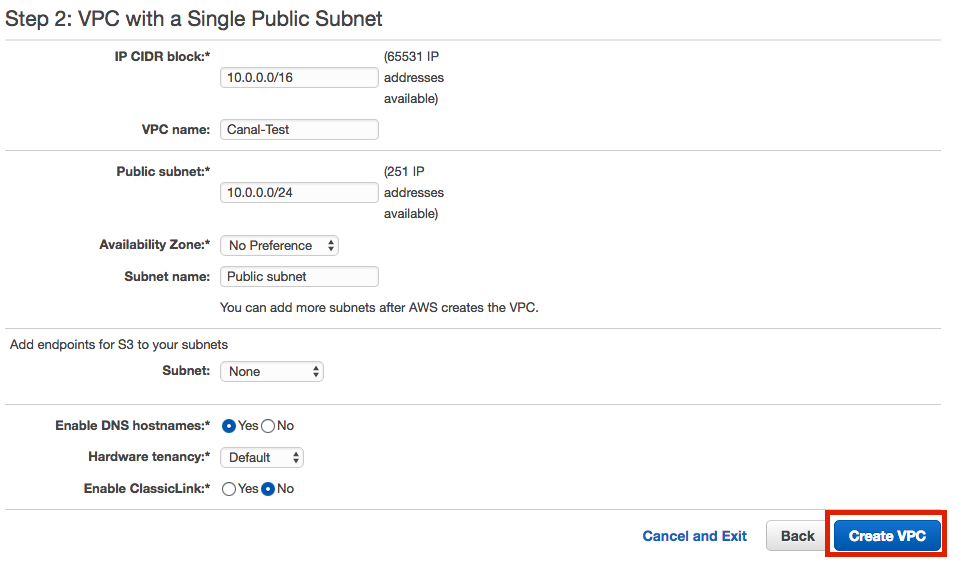 Step 2: VPC with a Single Public Subnet
IP CIDR block:* 10.0.0.0/16 (65531 IP
addresses
available)
VPC name: Canal-Test
Public subnet:* 10.0.0.0/24 (251 IP
addresses
available)
Availability Zone:* No Preference
Subnet name: Public subnet
You can add more subnets after AWS creates the VPC.
Add endpoints for S3 to your subnets
Subnet: None
Enable DNS hostnames:* Yes No
Hardware tenancy:* Default
Enable ClassicLink:* Yes No
Cancel and Exit Back Create VPC